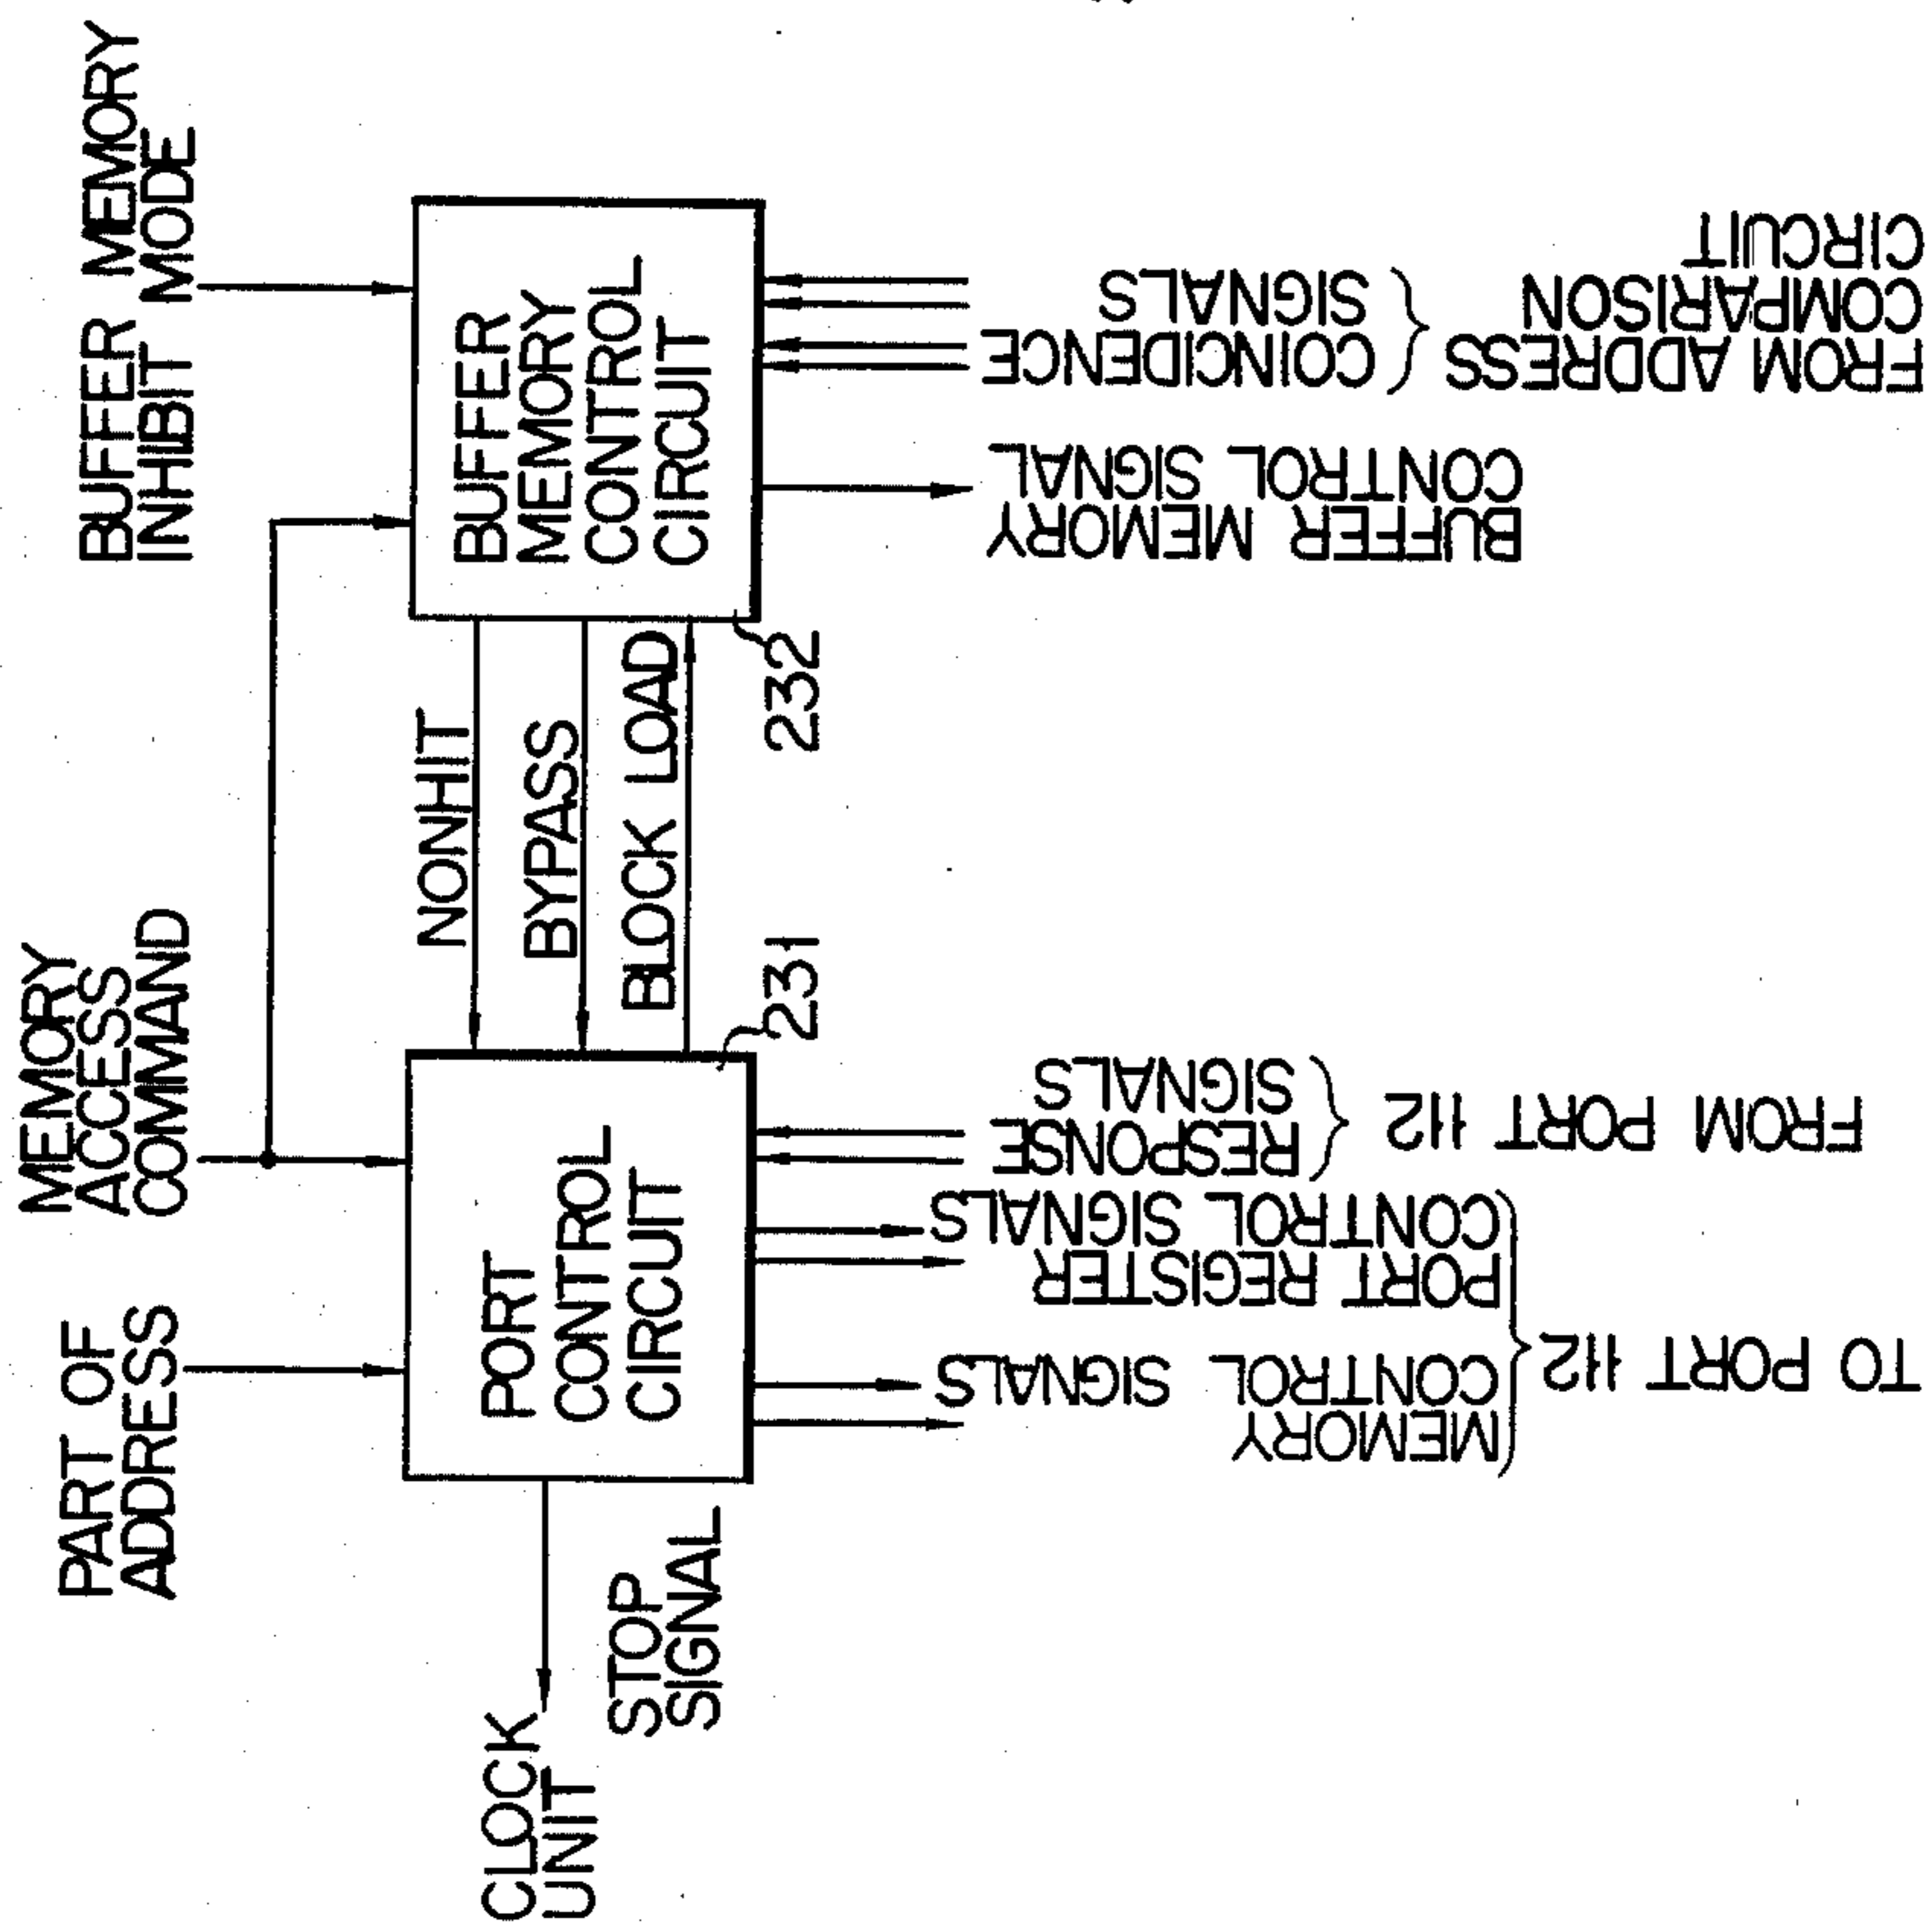 PART OF
ADDRESS
MEMORY
ACCESS
COMMAND
BUFFER MEMORY
INHIBIT MODE
CLOCK
UNIT
STOP
SIGNAL
PORT
CONTROL
CIRCUIT
231
NONHIT
BYPASS
BLOCK LOAD
BUFFER
MEMORY
CONTROL
CIRCUIT
232
MEMORY
CONTROL SIGNALS
PORT REGISTER
CONTROL SIGNALS
TO PORT 112
RESPONSE
SIGNALS
FROM PORT 112
BUFFER MEMORY
CONTROL SIGNAL
COINCIDENCE
SIGNALS
FROM ADDRESS
COMPARISON
CIRCUIT